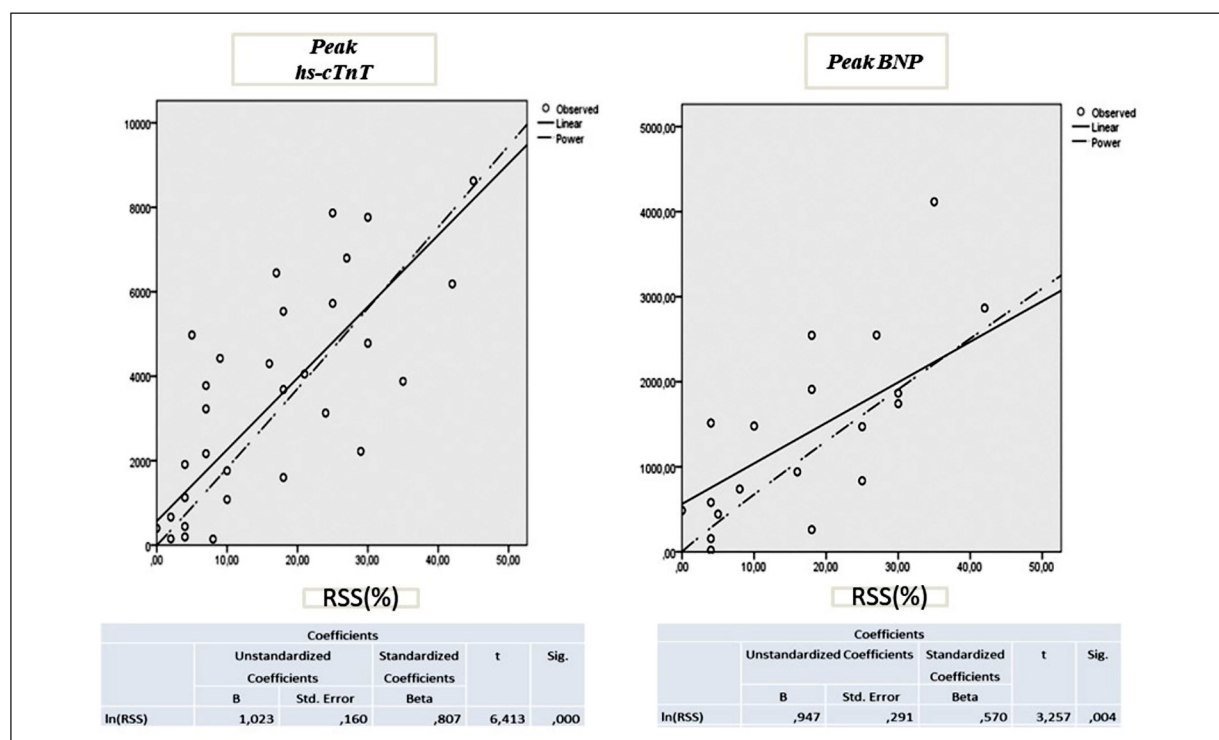 Peak
hs-cTnT
10000
8000
6000
4000
2000
0
,00 10,00 20,00 30,00 40,00 50,00
Observed
Linear
Power
RSS(%)
Coefficients
Unstandardized Coefficients Standardized Coefficients t Sig.
B Std. Error Beta
ln(RSS) 1,023 ,160 ,807 6,413 ,000
Peak BNP
5000,00
4000,00
3000,00
2000,00
1000,00
,00
,00 10,00 20,00 30,00 40,00 50,00
Observed
Linear
Power
RSS(%)
Coefficients
Unstandardized Coefficients Standardized Coefficients t Sig.
B Std. Error Beta
ln(RSS) ,947 ,291 ,570 3,257 ,004